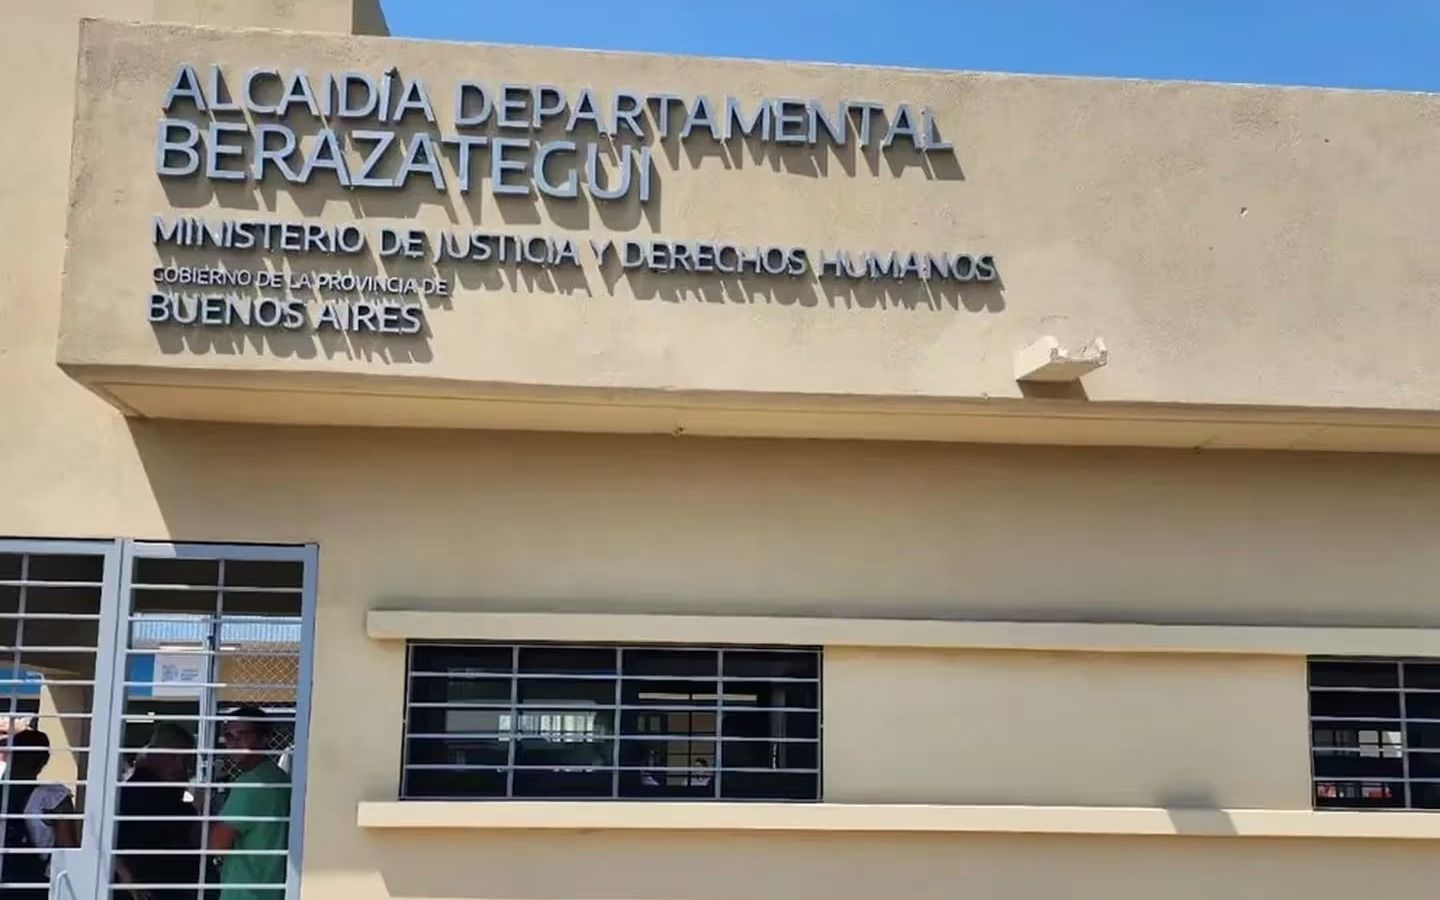 ALCAIDÍA DEPARTAMENTAL
BERAZATEGUI
MINISTERIO DE JUSTICIA Y DERECHOS HUMANOS
GOBIERNO DE LA PROVINCIA DE
BUENOS AIRES